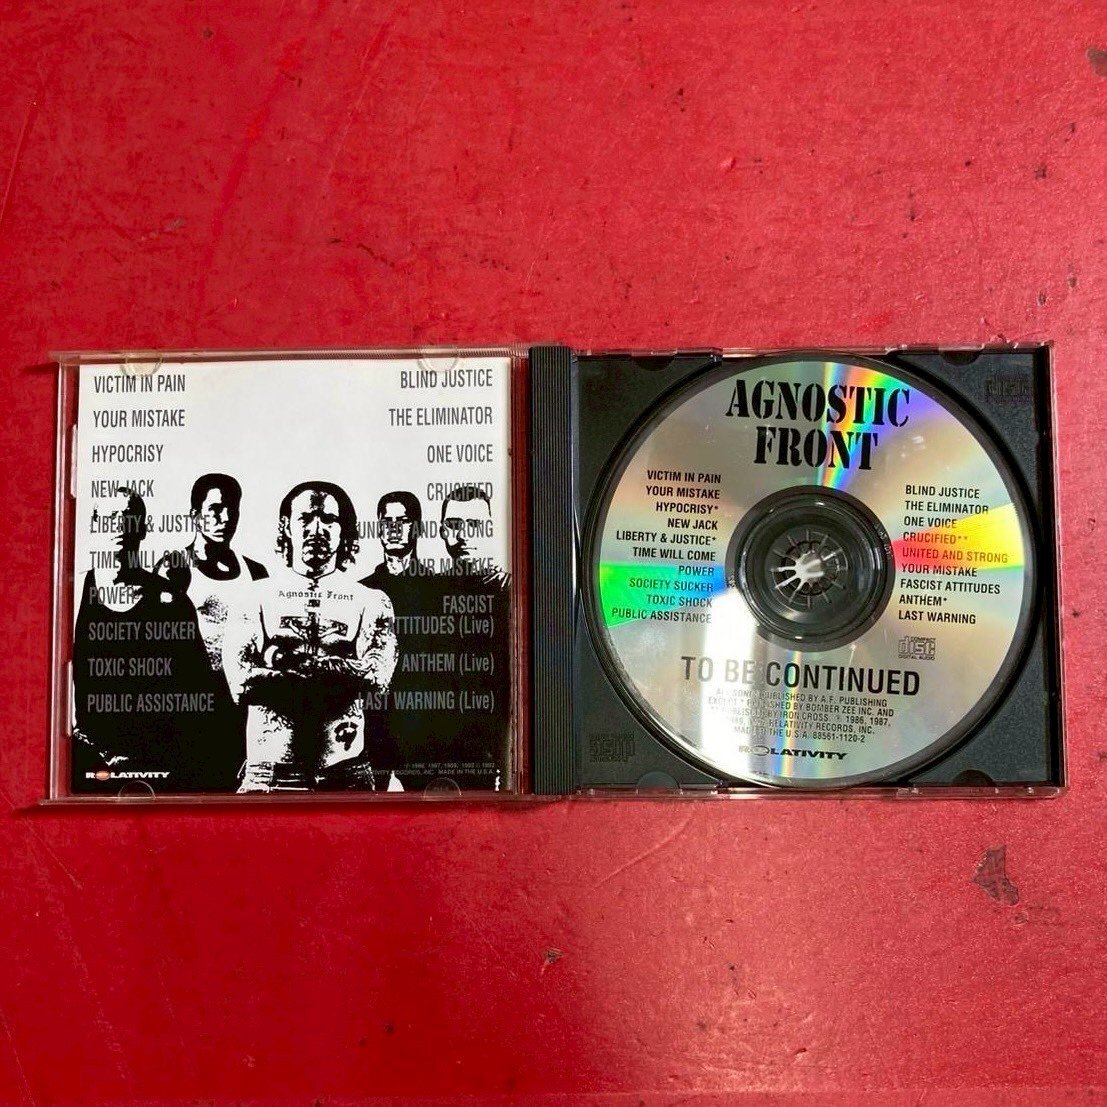 VICTIM IN PAIN
YOUR MISTAKE
HYPOCRISY
NEW JACK
LIBERTY & JUSTICE
TIME WILL COME
POWER
SOCIETY SUCKER
TOXIC SHOCK
PUBLIC ASSISTANCE
BLIND JUSTICE
THE ELIMINATOR
ONE VOICE
CRUCIFIED
UNITED AND STRONG
YOUR MISTAKE
FASCIST
ATTITUDES (Live)
ANTHEM (Live)
LAST WARNING (Live)
Agnostic Front
RELATIVITY
RELATIVITY RECORDS, INC. MADE IN THE U.S.A.
AGNOSTIC
FRONT
VICTIM IN PAIN
YOUR MISTAKE
HYPOCRISY*
NEW JACK
LIBERTY & JUSTICE*
TIME WILL COME
POWER
SOCIETY SUCKER
TOXIC SHOCK
PUBLIC ASSISTANCE
BLIND JUSTICE
THE ELIMINATOR
ONE VOICE
CRUCIFIED**
UNITED AND STRONG
YOUR MISTAKE
FASCIST ATTITUDES
ANTHEM*
LAST WARNING
COMPACT
disc
DIGITAL AUDIO
TO BE CONTINUED
ALL SONGS PUBLISHED BY A.F. PUBLISHING
EXCEPT * PUBLISHED BY BOMBER ZEE INC. AND
** PUBLISHED BY IRON CROSS. ℗ 1986, 1987,
RELATIVITY RECORDS, INC.
MADE IN THE U.S.A. 88561-1120-2
RELATIVITY